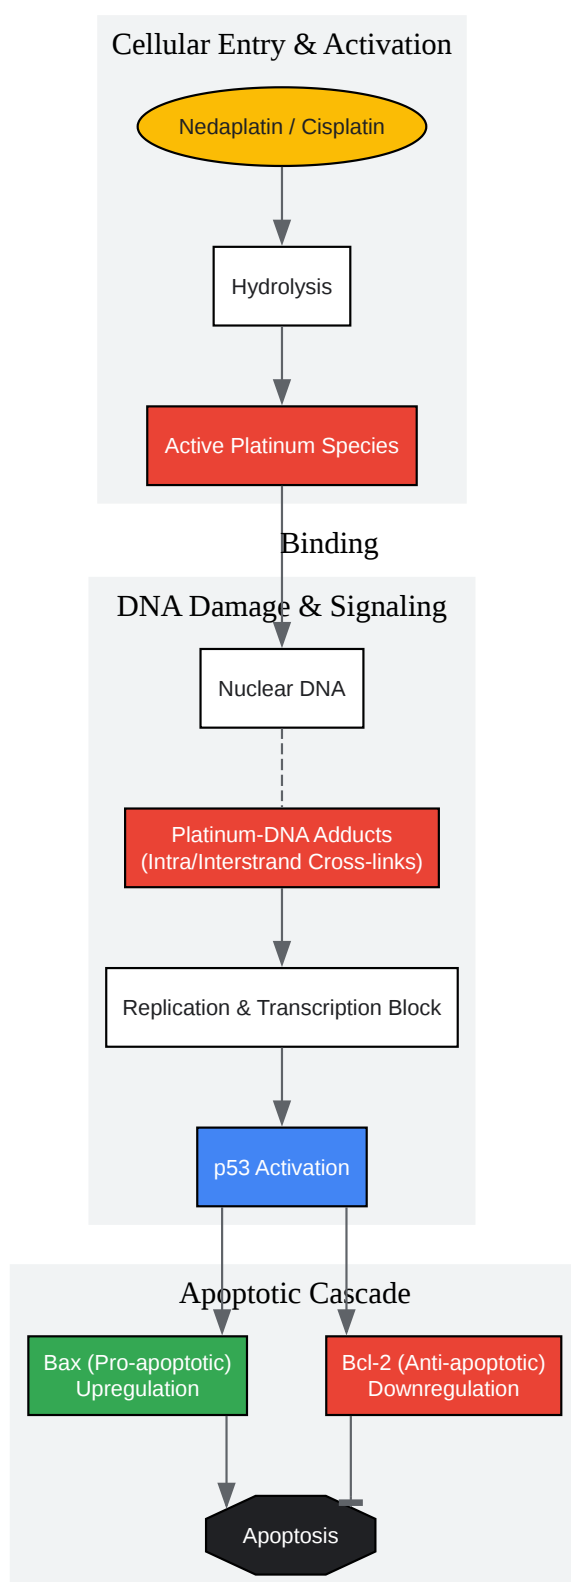 Cellular Entry & Activation
Nedaplatin / Cisplatin
Hydrolysis
Active Platinum Species
Binding
DNA Damage & Signaling
Nuclear DNA
Platinum-DNA Adducts
(Intra/Interstrand Cross-links)
Replication & Transcription Block
p53 Activation
Apoptotic Cascade
Bax (Pro-apoptotic)
Upregulation
Bcl-2 (Anti-apoptotic)
Downregulation
Apoptosis